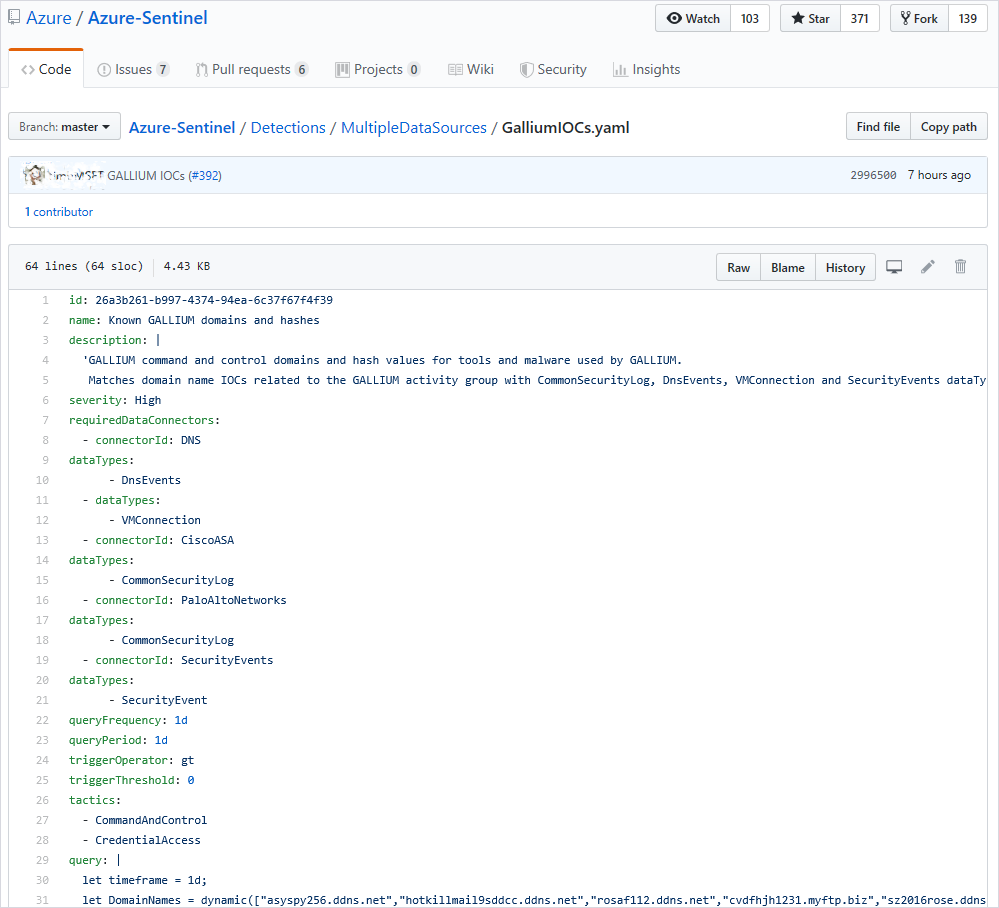 Azure / Azure-Sentinel
Watch 103
Star 371
Fork 139
Code
Issues 7
Pull requests 6
Projects 0
Wiki
Security
Insights
Branch: master
Azure-Sentinel / Detections / MultipleDataSources / GalliumIOCs.yaml
Find file
Copy path
GALLIUM IOCs (#392)
2996500 7 hours ago
1 contributor
64 lines (64 sloc) 4.43 KB
Raw
Blame
History
1 id: 26a3b261-b997-4374-94ea-6c37f67f4f39
2 name: Known GALLIUM domains and hashes
3 description: |
4 'GALLIUM command and control domains and hash values for tools and malware used by GALLIUM.
5 Matches domain name IOCs related to the GALLIUM activity group with CommonSecurityLog, DnsEvents, VMConnection and SecurityEvents dataTy
6 severity: High
7 requiredDataConnectors:
8 - connectorId: DNS
9 dataTypes:
10 - DnsEvents
11 - dataTypes:
12 - VMConnection
13 - connectorId: CiscoASA
14 dataTypes:
15 - CommonSecurityLog
16 - connectorId: PaloAltoNetworks
17 dataTypes:
18 - CommonSecurityLog
19 - connectorId: SecurityEvents
20 dataTypes:
21 - SecurityEvent
22 queryFrequency: 1d
23 queryPeriod: 1d
24 triggerOperator: gt
25 triggerThreshold: 0
26 tactics:
27 - CommandAndControl
28 - CredentialAccess
29 query: |
30 let timeframe = 1d;
31 let DomainNames = dynamic(["asyspy256.ddns.net","hotkillmail9sddcc.ddns.net","rosaf112.ddns.net","cvdfhjh1231.myftp.biz","sz2016rose.ddns